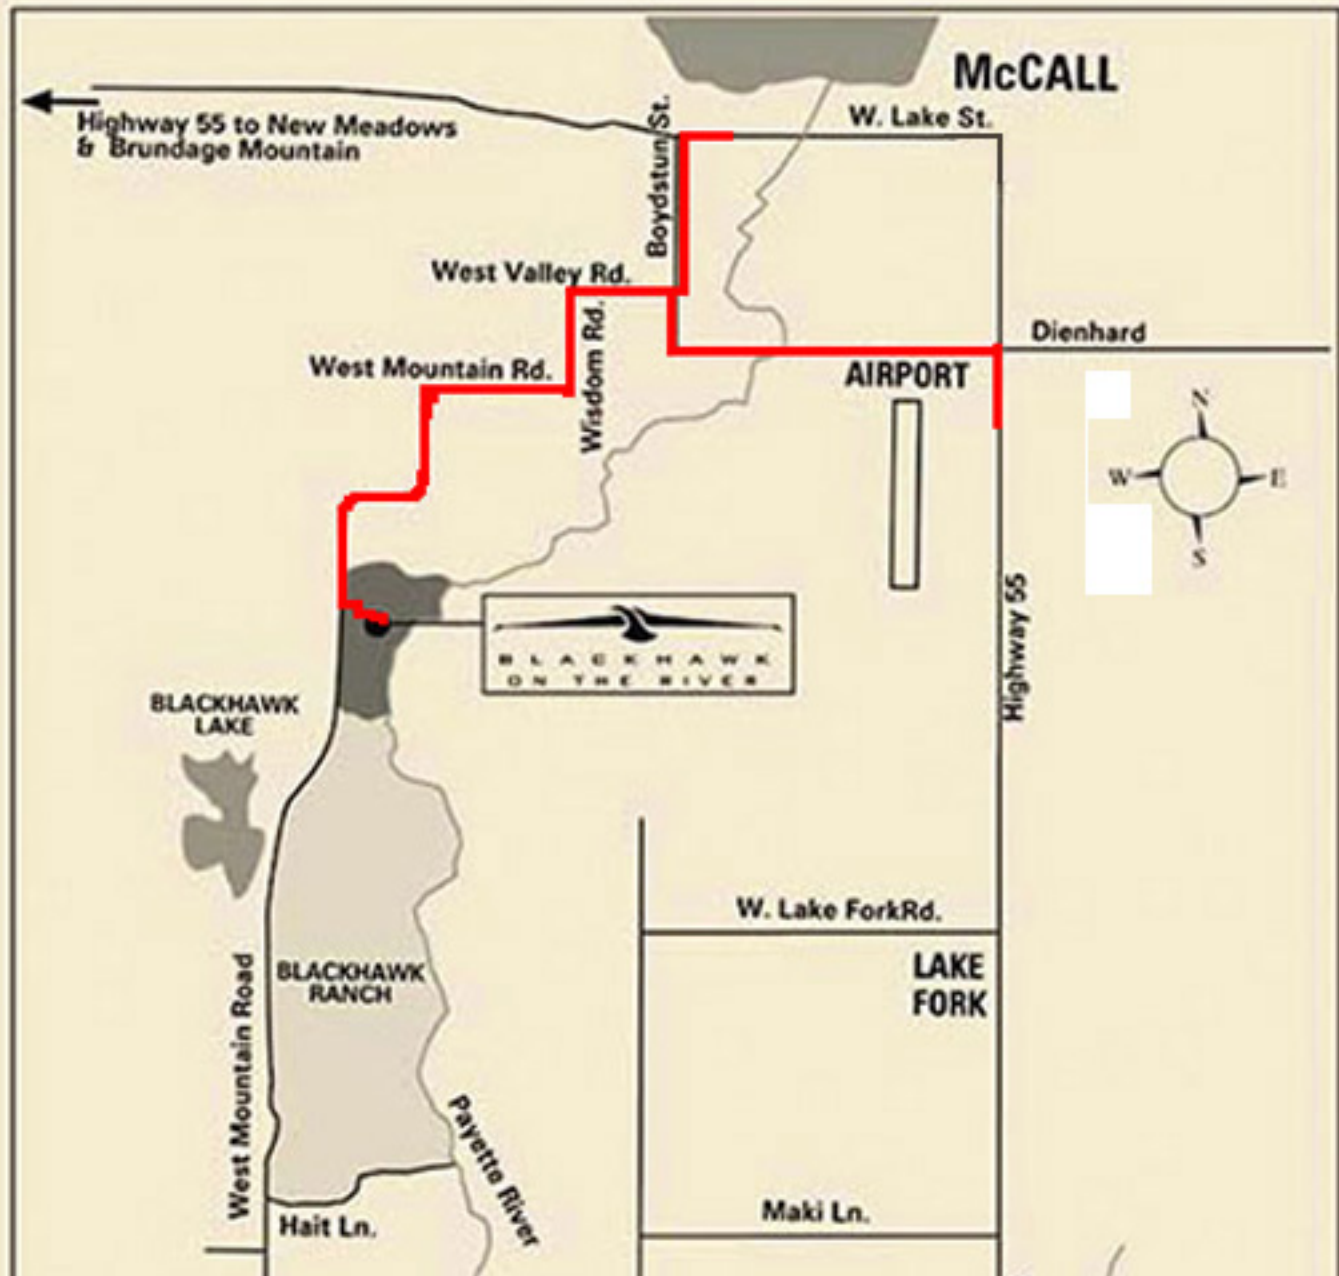 McCALL
W. Lake St.
Highway 55 to New Meadows
& Brundage Mountain
Boydstun St.
West Valley Rd.
Dienhard
West Mountain Rd.
Wisdom Rd.
AIRPORT
N
W
E
S
Highway 55
BLACKHAWK
ON THE RIVER
BLACKHAWK
LAKE
W. Lake ForkRd.
LAKE
FORK
BLACKHAWK
RANCH
West Mountain Road
Payette River
Maki Ln.
Hait Ln.